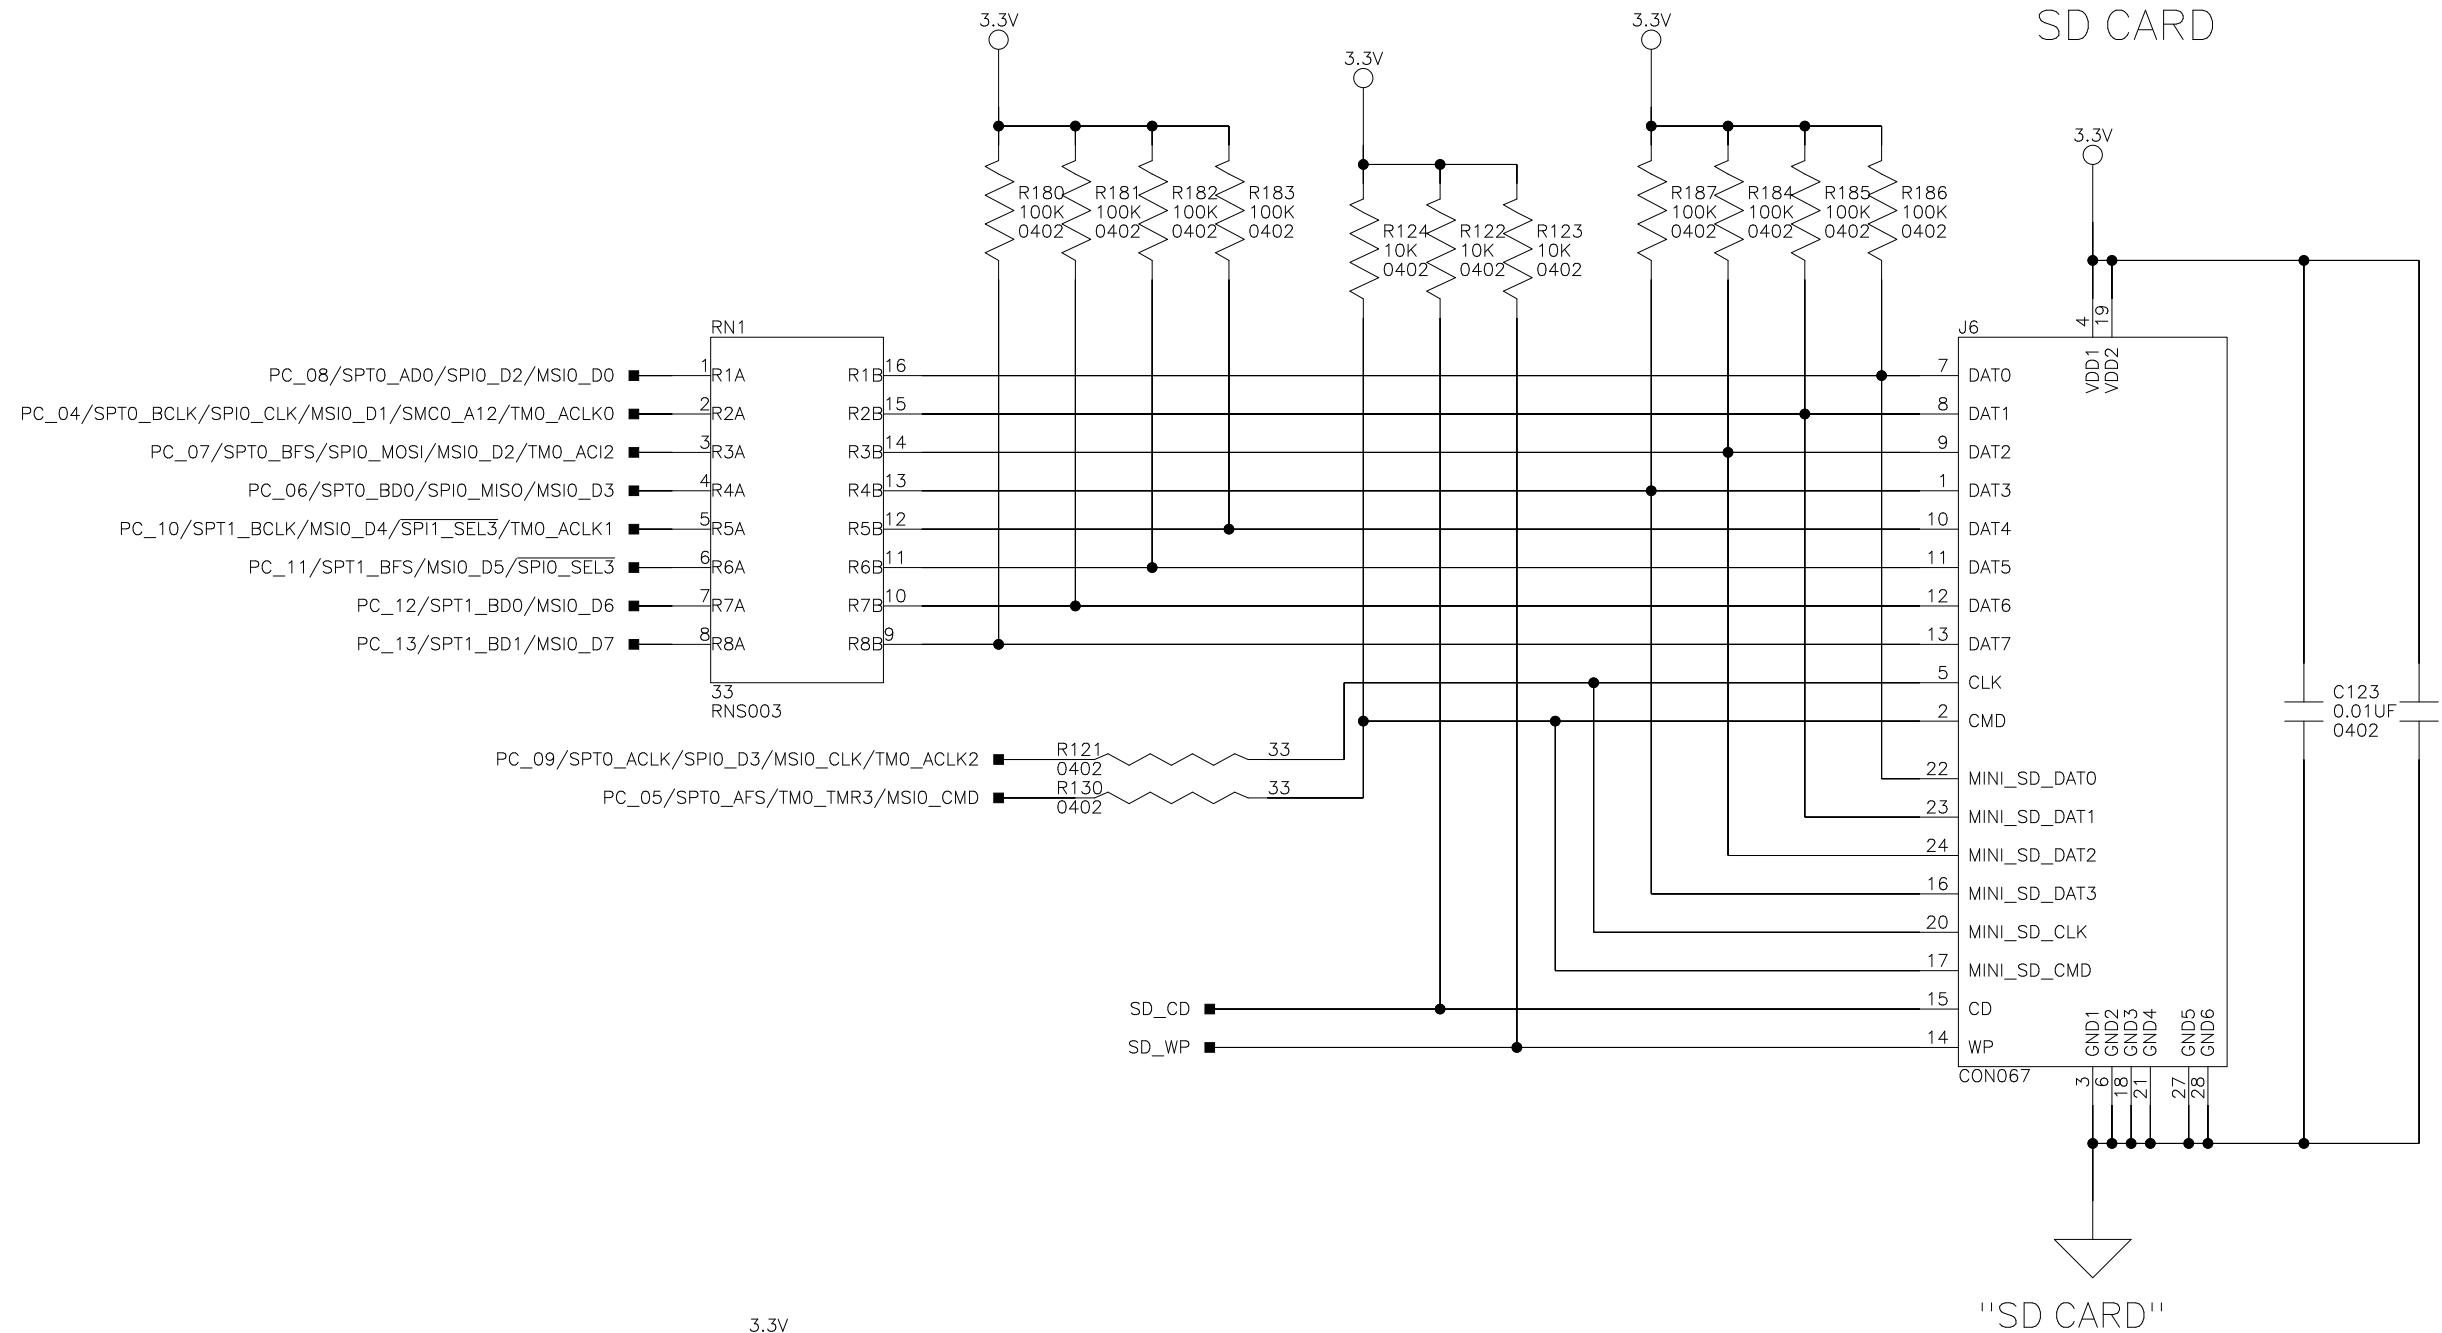 SD CARD
3.3V
3.3V
3.3V
3.3V
R180
100K
0402
R181
100K
0402
R182
100K
0402
R183
100K
0402
R124
10K
0402
R122
10K
0402
R123
10K
0402
R187
100K
0402
R184
100K
0402
R185
100K
0402
R186
100K
0402
RN1
PC_08/SPT0_AD0/SPI0_D2/MSI0_D0 1 R1A R1B 16
PC_04/SPT0_BCLK/SPI0_CLK/MSI0_D1/SMC0_A12/TM0_ACLK0 2 R2A R2B 15
PC_07/SPT0_BFS/SPI0_MOSI/MSI0_D2/TM0_ACI2 3 R3A R3B 14
PC_06/SPT0_BD0/SPI0_MISO/MSI0_D3 4 R4A R4B 13
PC_10/SPT1_BCLK/MSI0_D4/SPI1_SEL3/TM0_ACLK1 5 R5A R5B 12
PC_11/SPT1_BFS/MSI0_D5/SPI0_SEL3 6 R6A R6B 11
PC_12/SPT1_BD0/MSI0_D6 7 R7A R7B 10
PC_13/SPT1_BD1/MSI0_D7 8 R8A R8B 9
33
RNS003
PC_09/SPT0_ACLK/SPI0_D3/MSI0_CLK/TM0_ACLK2 R121 33
0402
PC_05/SPT0_AFS/TM0_TMR3/MSI0_CMD R130 33
0402
SD_CD
SD_WP
J6
4 19
VDD1 VDD2
7 DAT0
8 DAT1
9 DAT2
1 DAT3
10 DAT4
11 DAT5
12 DAT6
13 DAT7
5 CLK
2 CMD
22 MINI_SD_DAT0
23 MINI_SD_DAT1
24 MINI_SD_DAT2
16 MINI_SD_DAT3
20 MINI_SD_CLK
17 MINI_SD_CMD
15 CD
14 WP
GND1 GND2 GND3 GND4 GND5 GND6
3 6 18 21 27 28
CON067
C123
0.01UF
0402
"SD CARD"
3.3V